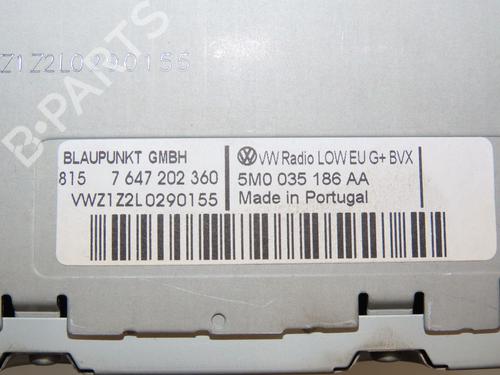 Z1Z2L0290155
B-PARTS
BLAUPUNKT GMBH
VW Radio LOW EU G+ BVX
815 7 647 202 360
5M0 035 186 AA
VWZ1Z2L0290155
Made in Portugal